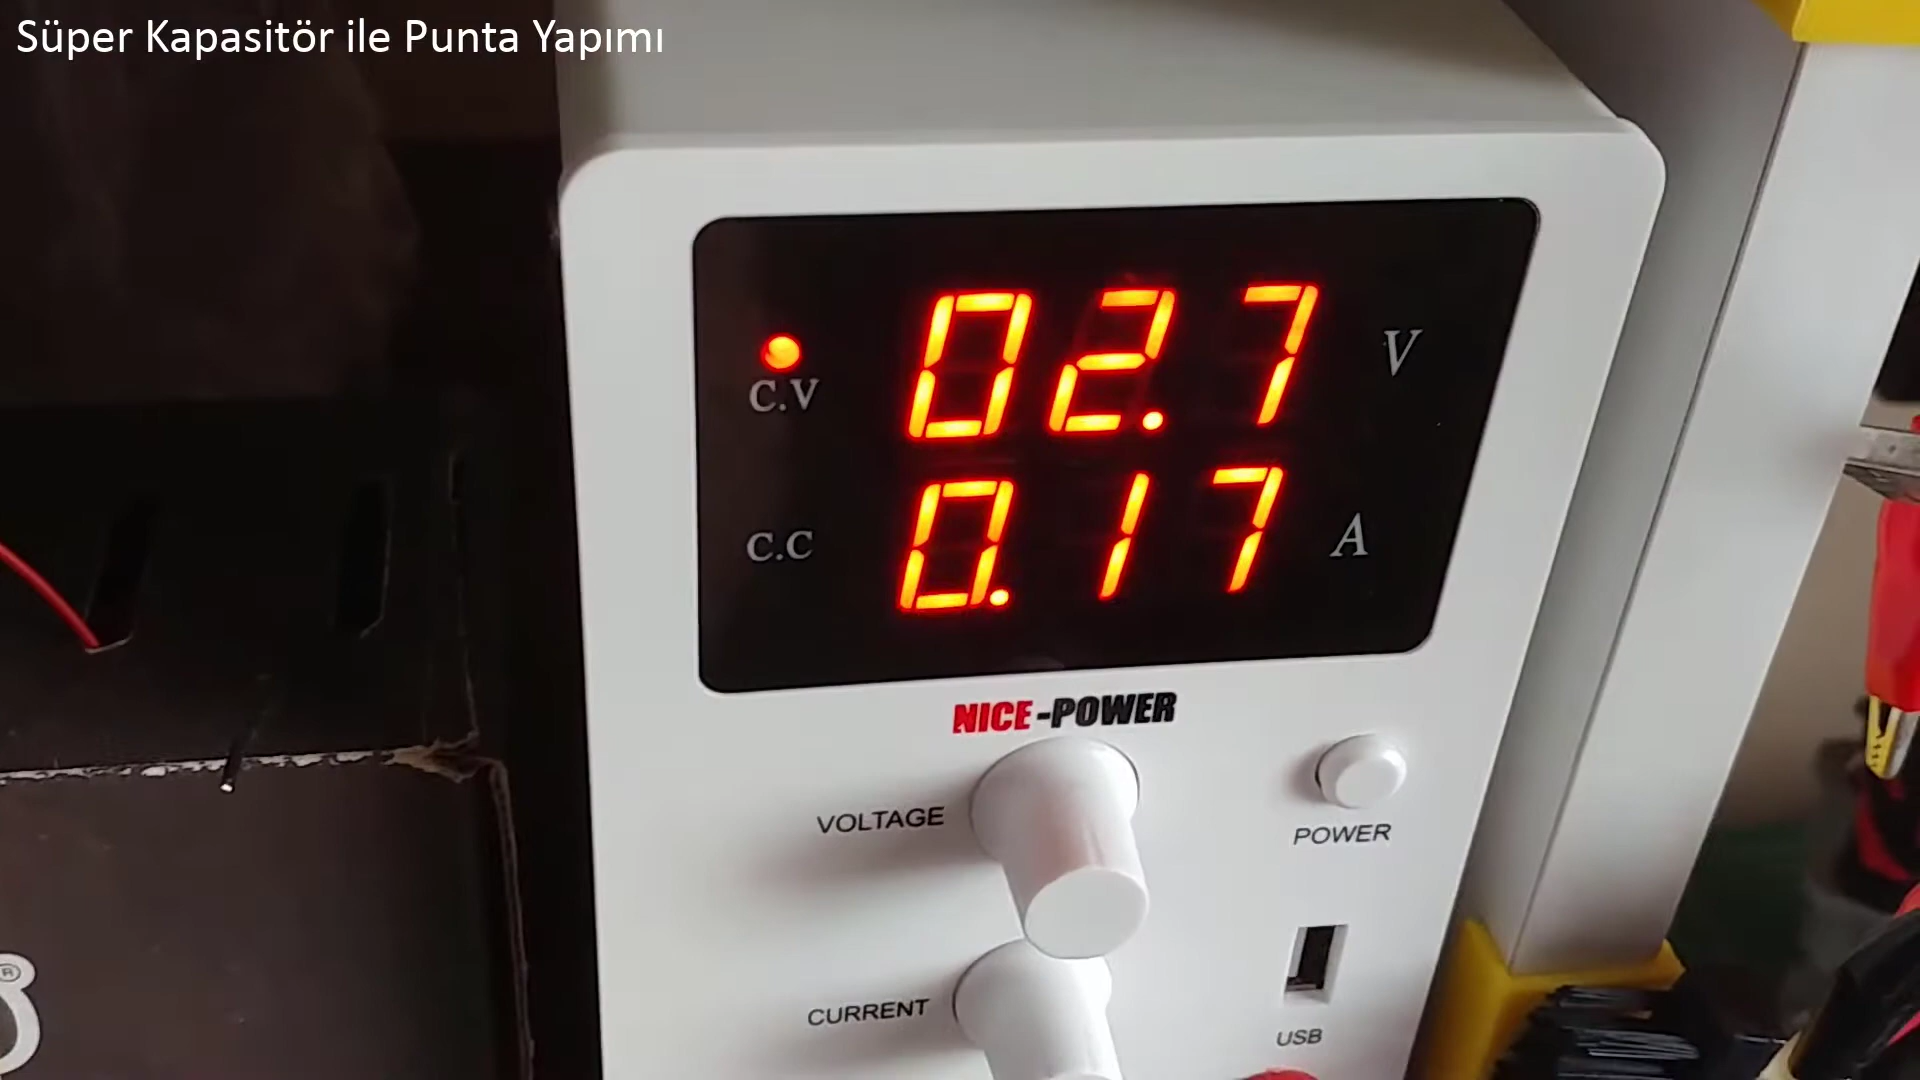 Süper Kapasitör ile Punta Yapımı
C.V 02.7 V
C.C 0.17 A
NICE-POWER
VOLTAGE
POWER
CURRENT
USB
®